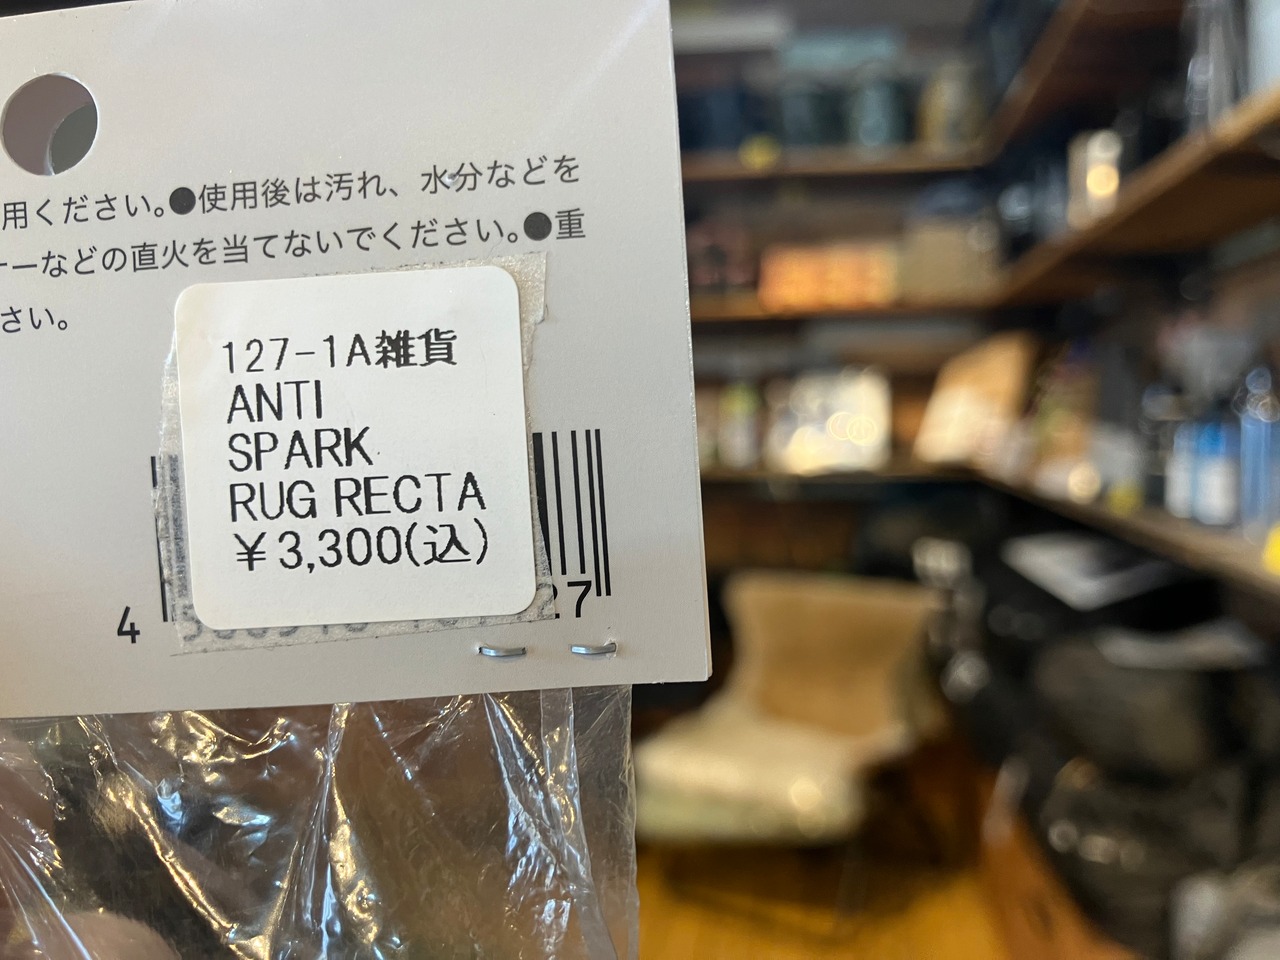 用ください。●使用後は汚れ、水分などを
ーなどの直火を当てないでください。●重
さい。
127-1A雑貨
ANTI
SPARK
RUG RECTA
¥3,300(込)
4 27